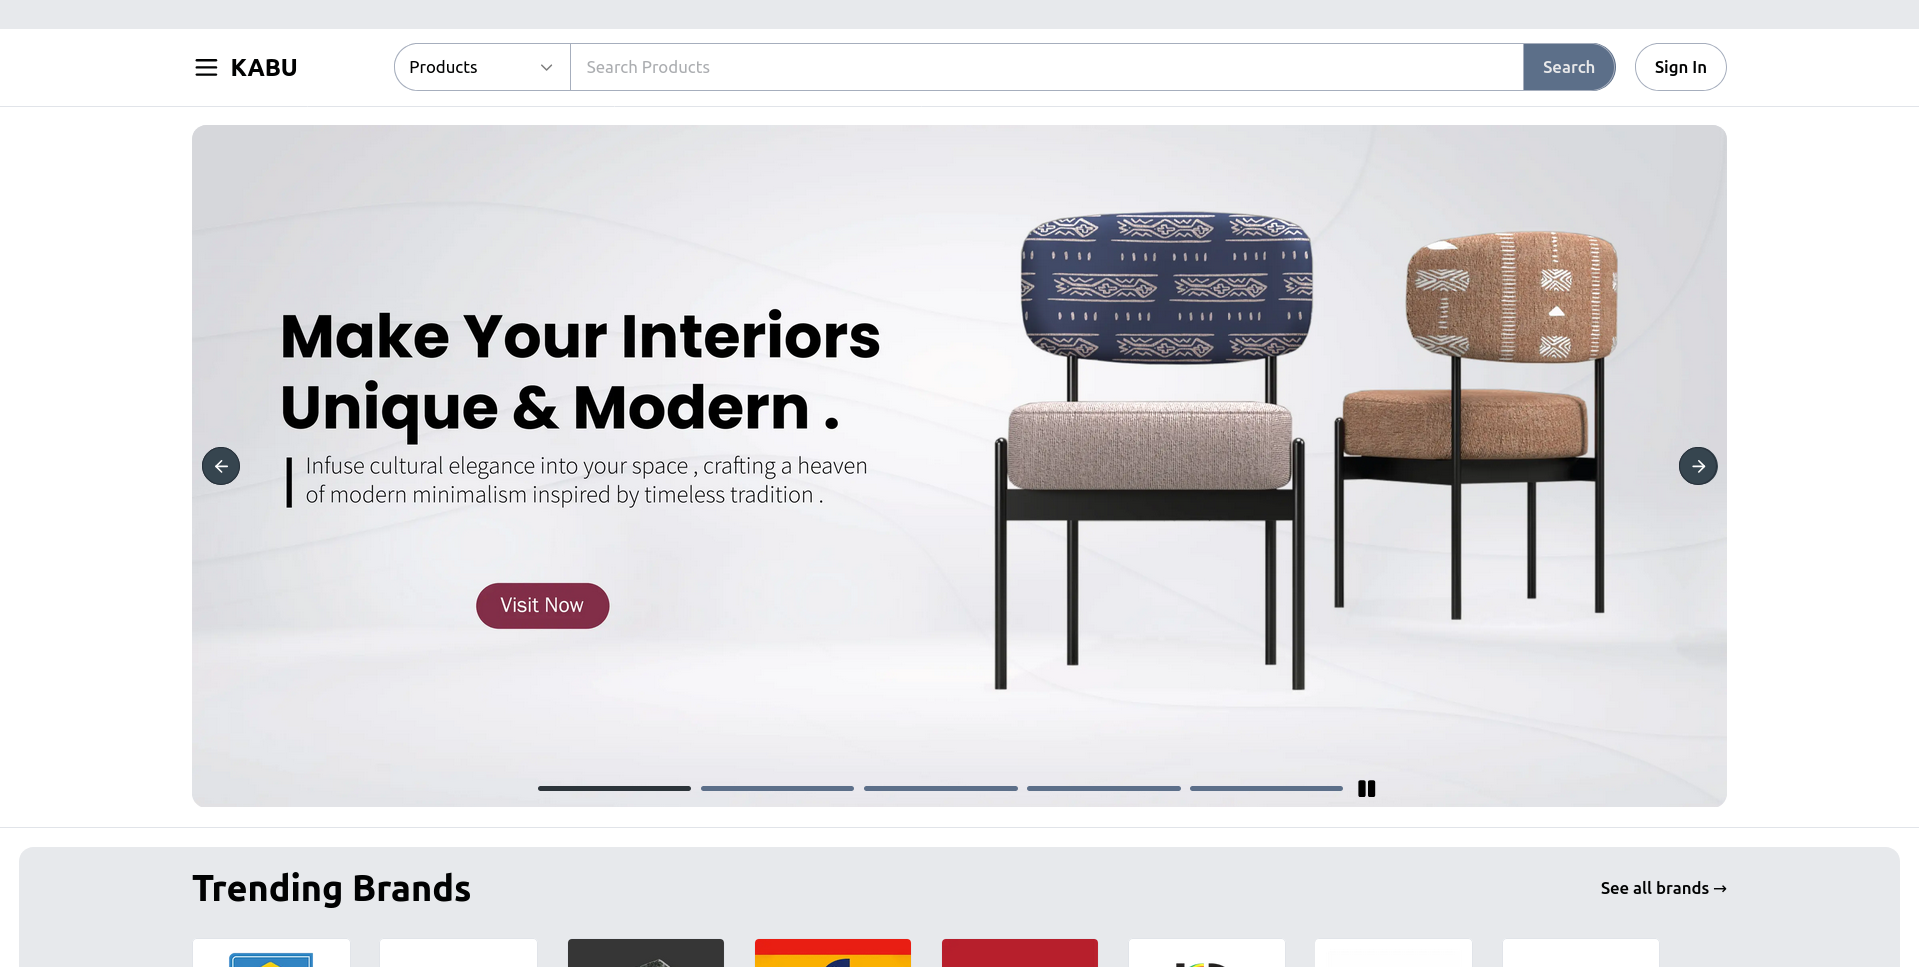 KABU
Products
Search Products
Search
Sign In
Make Your Interiors
Unique & Modern .
Infuse cultural elegance into your space , crafting a heaven
of modern minimalism inspired by timeless tradition .
Visit Now
Trending Brands
See all brands →